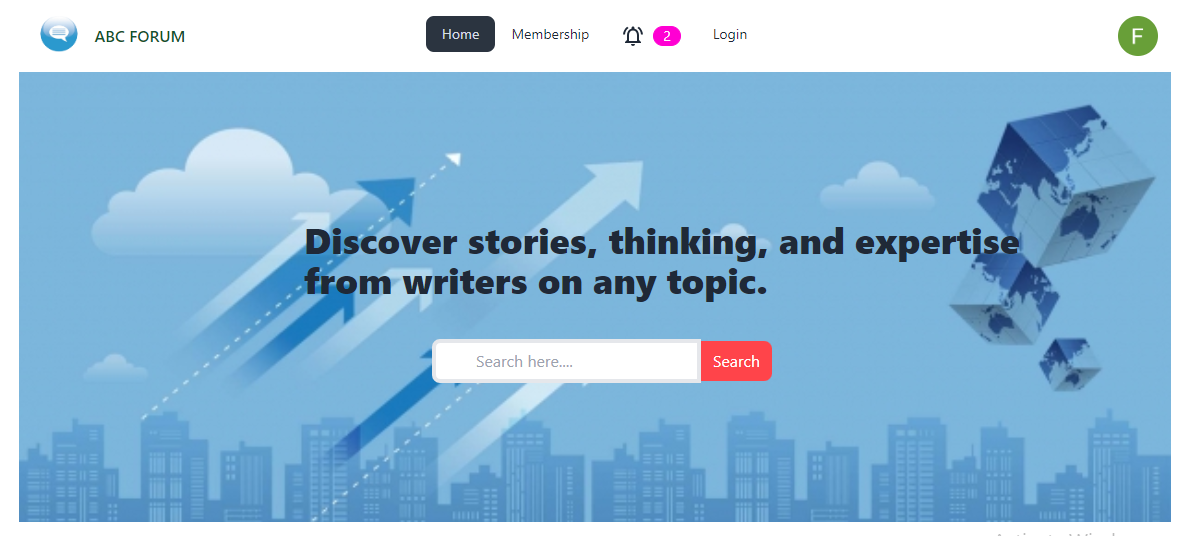 ABC FORUM
Home
Membership
2
Login
F
Discover stories, thinking, and expertise
from writers on any topic.
Search here....
Search